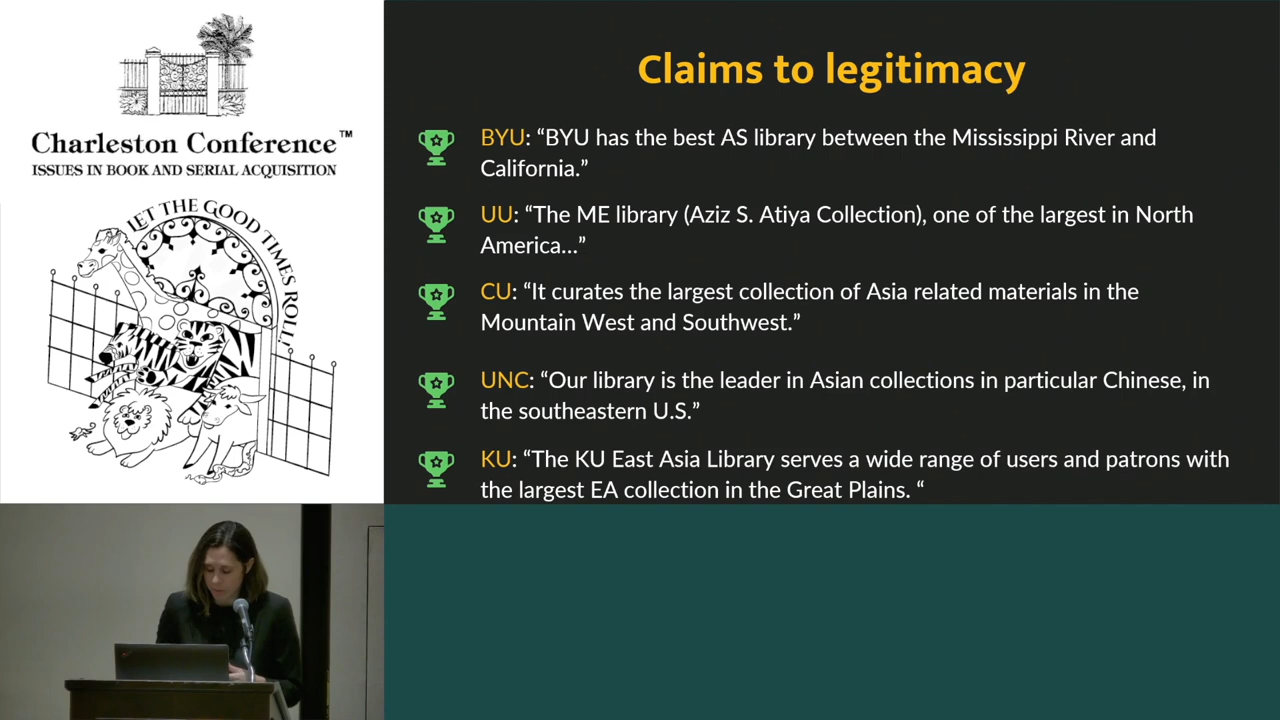 Charleston Conference™
ISSUES IN BOOK AND SERIAL ACQUISITION
LET THE GOOD TIMES ROLL!
Claims to legitimacy
BYU: “BYU has the best AS library between the Mississippi River and
California.”
UU: “The ME library (Aziz S. Atiya Collection), one of the largest in North
America...”
CU: “It curates the largest collection of Asia related materials in the
Mountain West and Southwest.”
UNC: “Our library is the leader in Asian collections in particular Chinese, in
the southeastern U.S.”
KU: “The KU East Asia Library serves a wide range of users and patrons with
the largest EA collection in the Great Plains. “